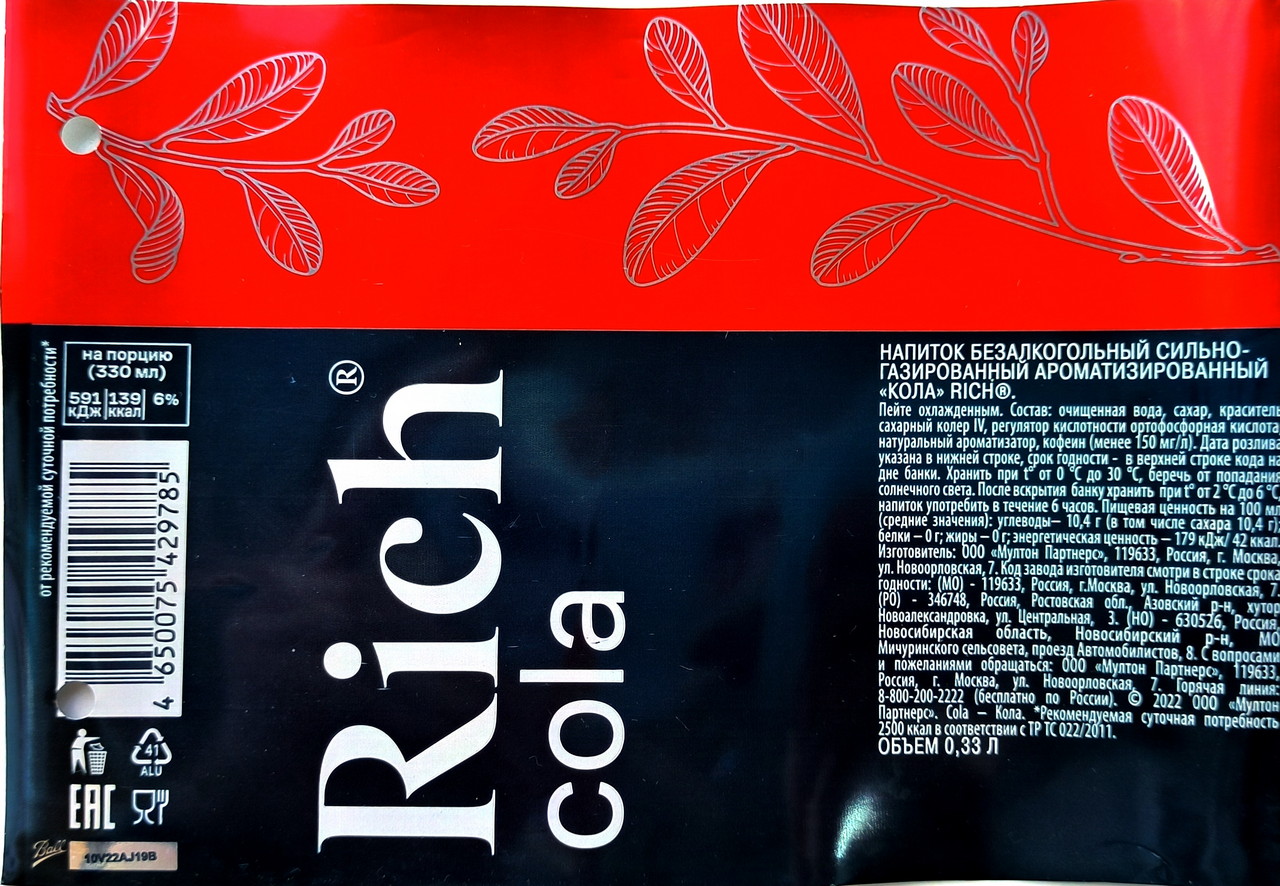 от рекомендуемой суточной потребности*
на порцию
(330 мл)
591 139 6%
кДж ккал
4 650075 429785
41
ALU
EAC
Ball
10V22AJ19B
Rich®
cola
НАПИТОК БЕЗАЛКОГОЛЬНЫЙ СИЛЬНО-
ГАЗИРОВАННЫЙ АРОМАТИЗИРОВАННЫЙ
«КОЛА» RICH®.
Пейте охлажденным. Состав: очищенная вода, сахар, краситель
сахарный колер IV, регулятор кислотности ортофосфорная кислота,
натуральный ароматизатор, кофеин (менее 150 мг/л). Дата розлива
указана в нижней строке, срок годности - в верхней строке кода на
дне банки. Хранить при t° от 0 °C до 30 °C, беречь от попадания
солнечного света. После вскрытия банку хранить при t° от 2 °C до 6 °C,
напиток употребить в течение 6 часов. Пищевая ценность на 100 мл
(средние значения): углеводы– 10,4 г (в том числе сахара 10,4 г);
белки – 0 г; жиры – 0 г; энергетическая ценность – 179 кДж/ 42 ккал.
Изготовитель: ООО «Мултон Партнерс», 119633, Россия, г. Москва,
ул. Новоорловская, 7. Код завода изготовителя смотри в строке срока
годности: (МО) - 119633, Россия, г.Москва, ул. Новоорловская, 7.
(РО) - 346748, Россия, Ростовская обл., Азовский р-н, хутор
Новоалександровка, ул. Центральная, 3. (НО) - 630526, Россия,
Новосибирская область, Новосибирский р-н, МО
Мичуринского сельсовета, проезд Автомобилистов, 8. С вопросами
и пожеланиями обращаться: ООО «Мултон Партнерс», 119633,
Россия, г. Москва, ул. Новоорловская, 7. Горячая линия:
8-800-200-2222 (бесплатно по России). © 2022 ООО «Мултон
Партнерс». Cola – Кола. *Рекомендуемая суточная потребность
2500 ккал в соответствии с ТР ТС 022/2011.
ОБЪЕМ 0,33 Л